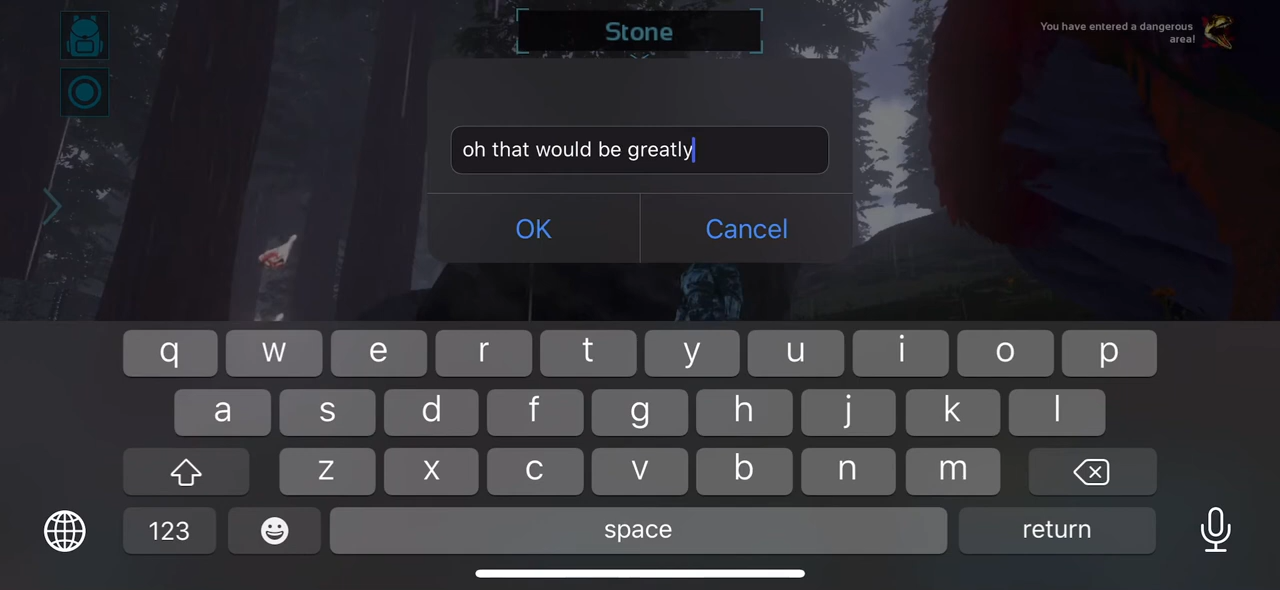 Stone
You have entered a dangerous
area!
oh that would be greatly
OK
Cancel
q w e r t y u i o p
a s d f g h j k l
z x c v b n m
123
space
return